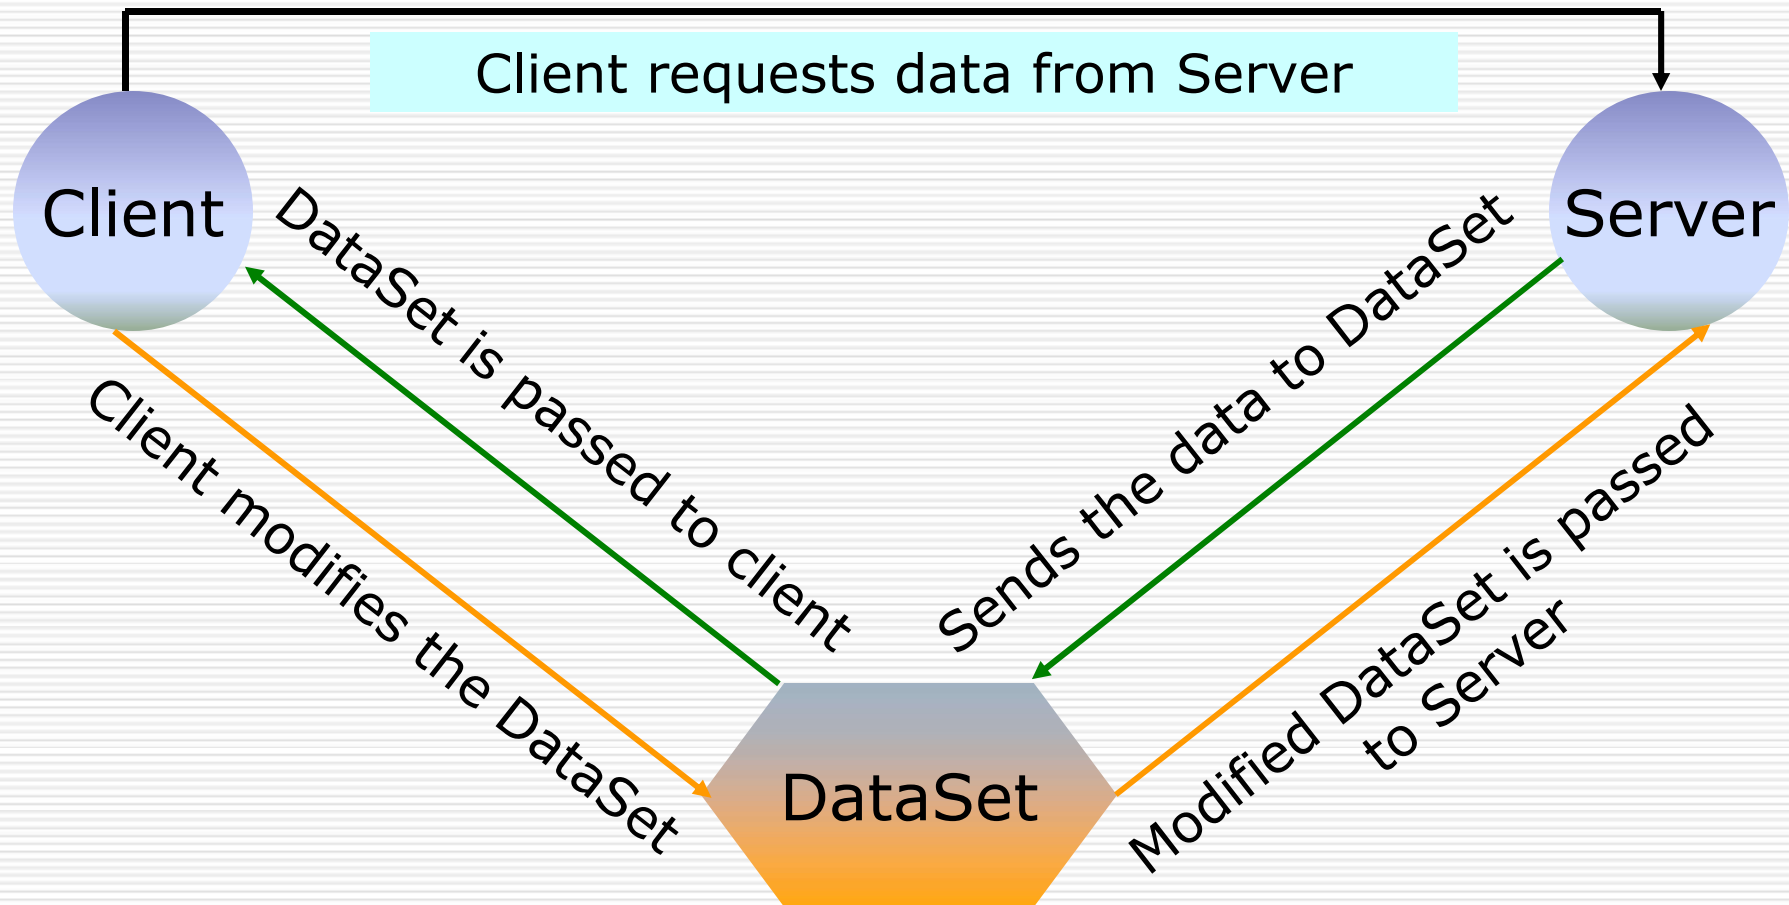 Client requests data from Server
Client
Server
DataSet is passed to client
Sends the data to DataSet
Client modifies the DataSet
Modified DataSet is passed
to Server
DataSet